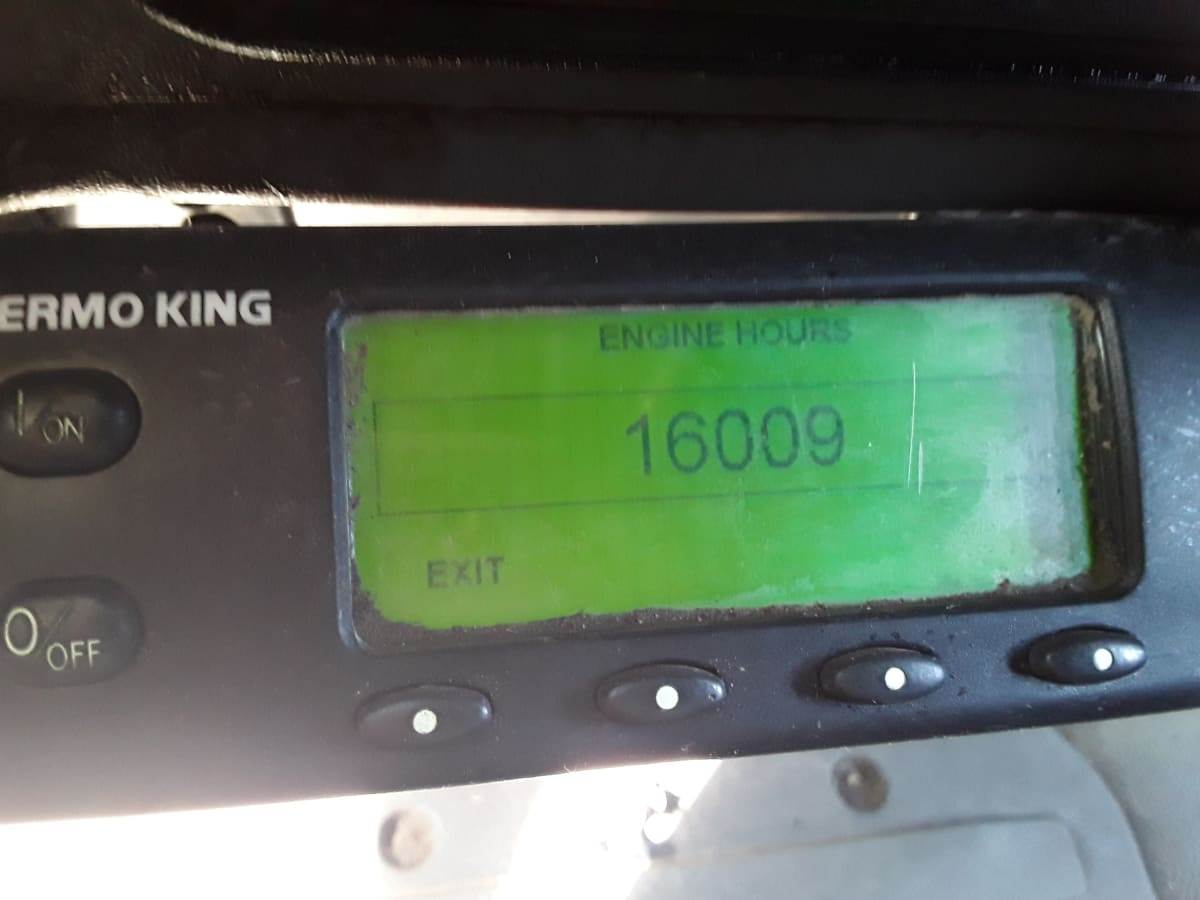 ERMO KING
ENGINE HOURS
I/ON
16009
EXIT
O/OFF